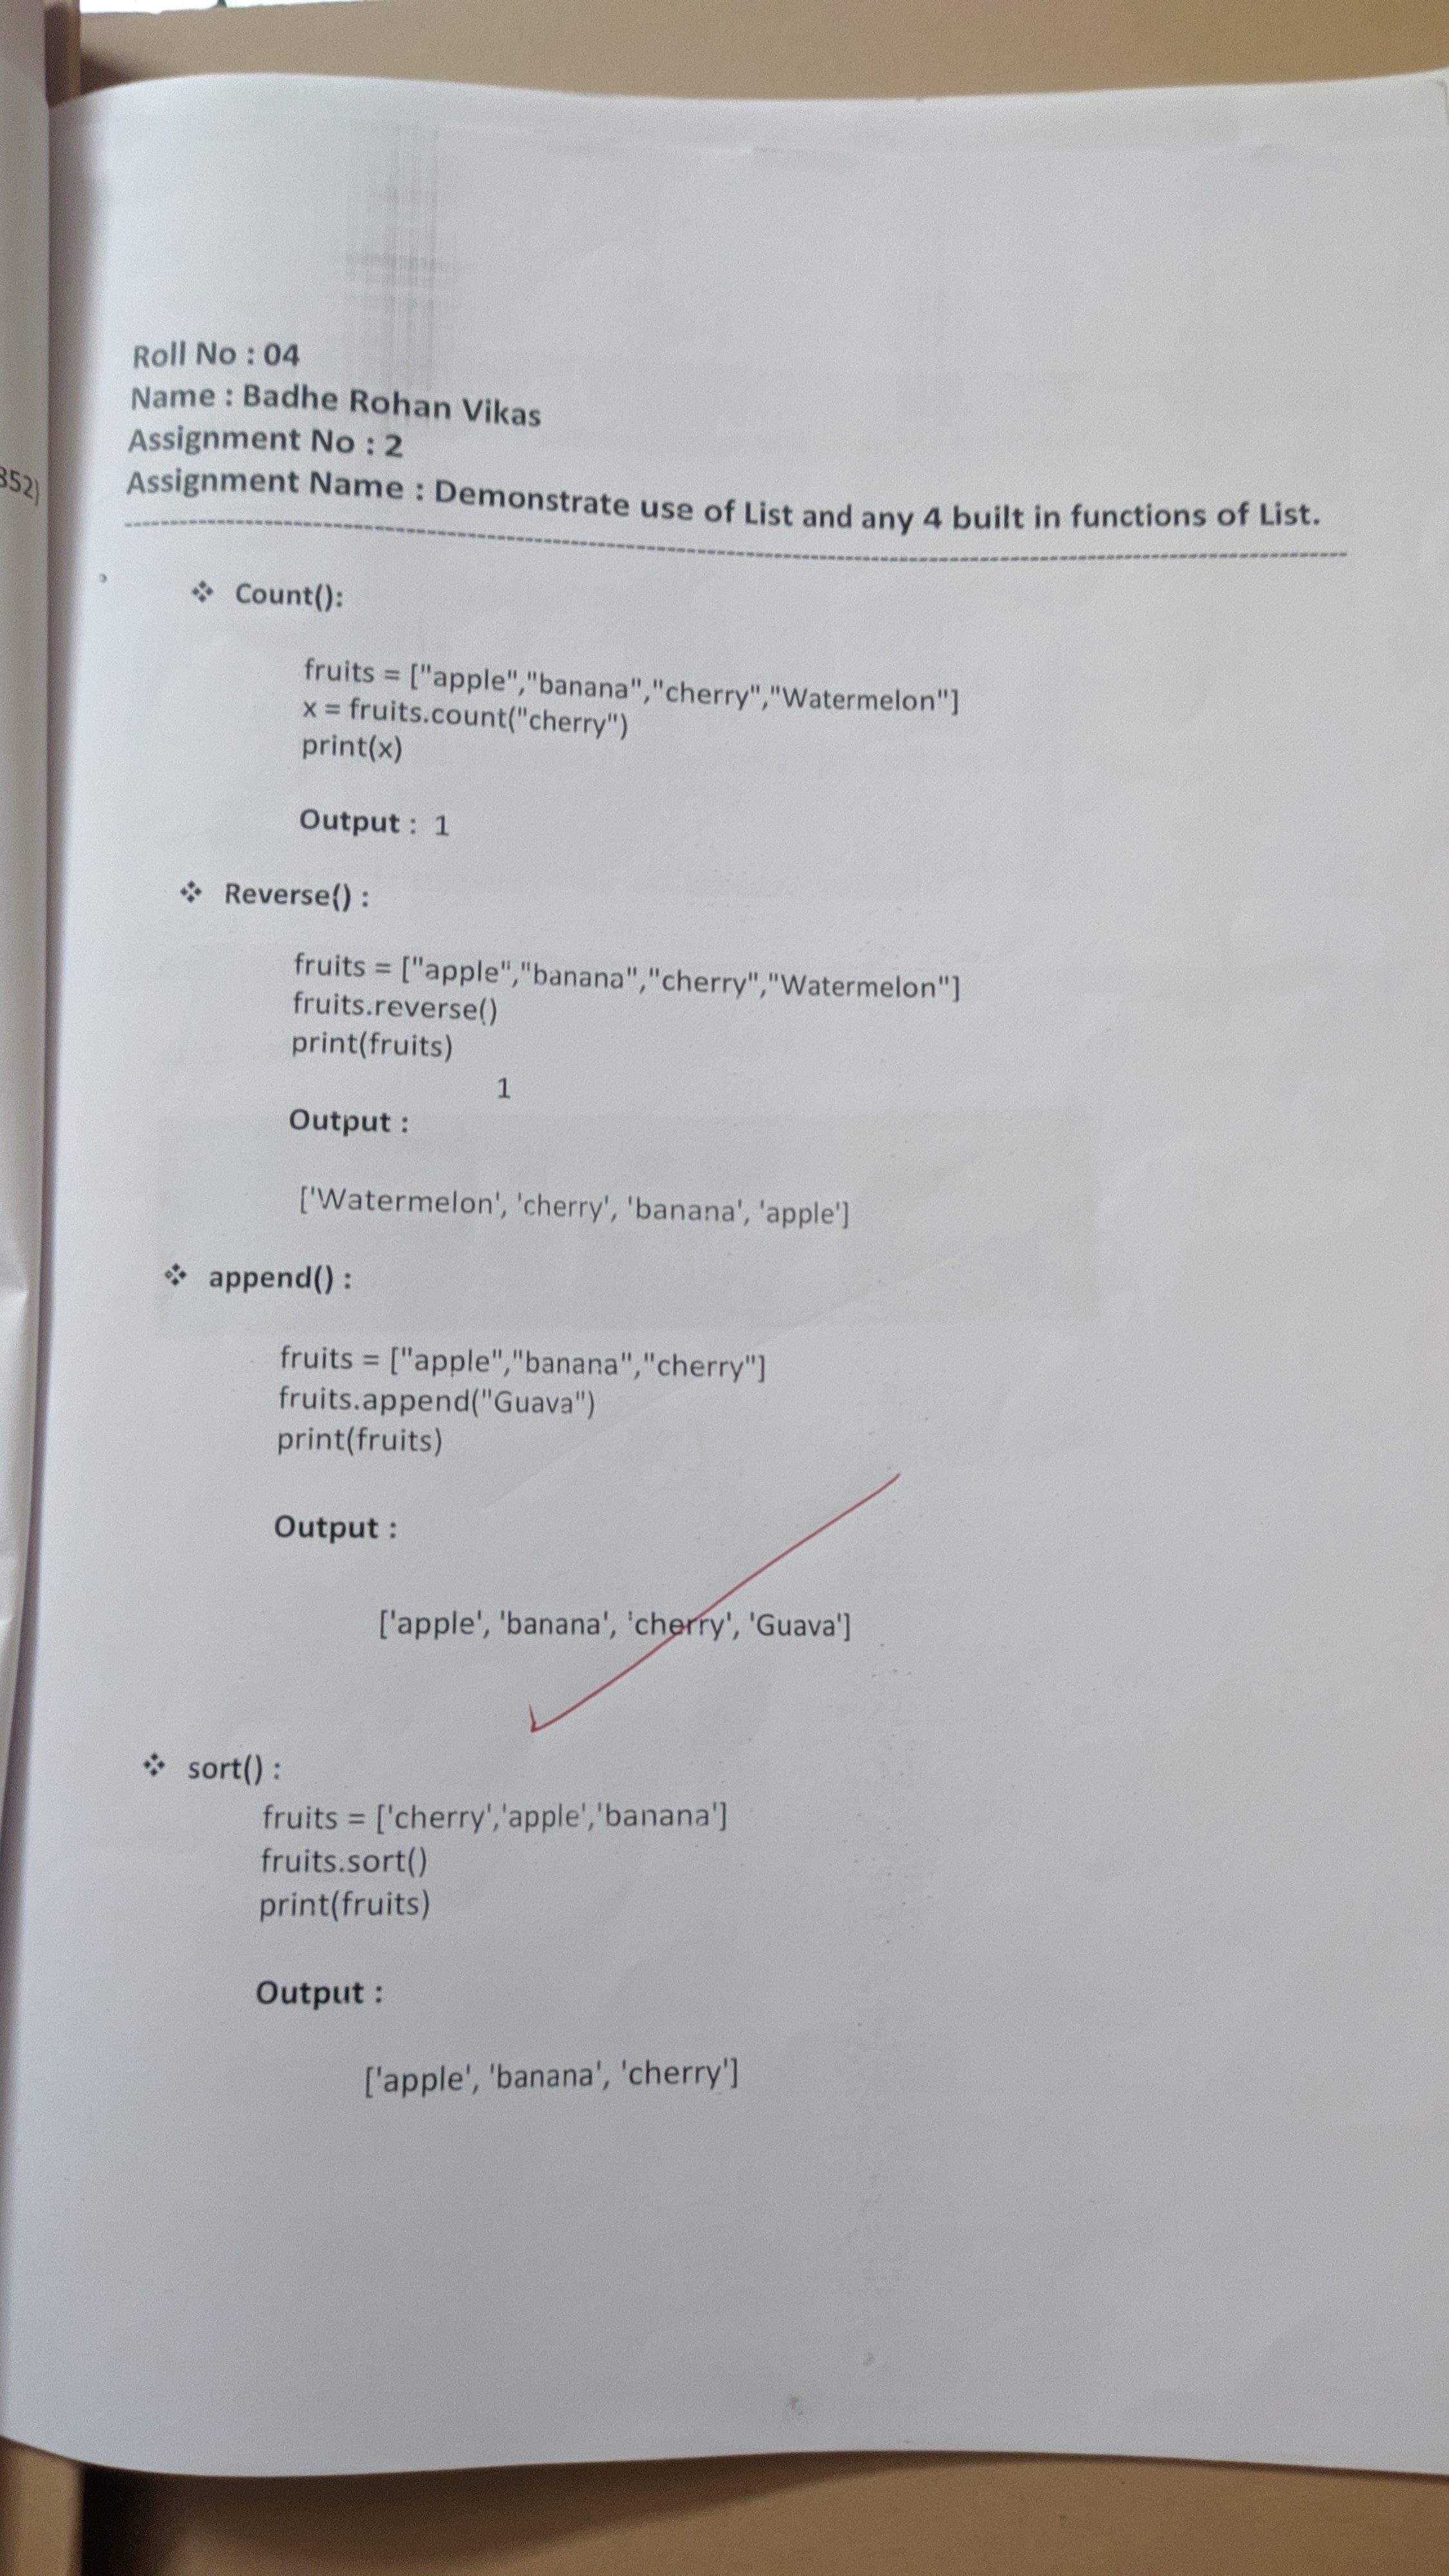 352)
Roll No : 04
Name : Badhe Rohan Vikas
Assignment No : 2
Assignment Name : Demonstrate use of List and any 4 built in functions of List.
--------------------------------------------------------------------------------
❖ Count():
fruits = ["apple","banana","cherry","Watermelon"]
x = fruits.count("cherry")
print(x)
Output : 1
❖ Reverse() :
fruits = ["apple","banana","cherry","Watermelon"]
fruits.reverse()
print(fruits)
1
Output :
['Watermelon', 'cherry', 'banana', 'apple']
❖ append() :
fruits = ["apple","banana","cherry"]
fruits.append("Guava")
print(fruits)
Output :
['apple', 'banana', 'cherry', 'Guava']
❖ sort() :
fruits = ['cherry','apple','banana']
fruits.sort()
print(fruits)
Output :
['apple', 'banana', 'cherry']